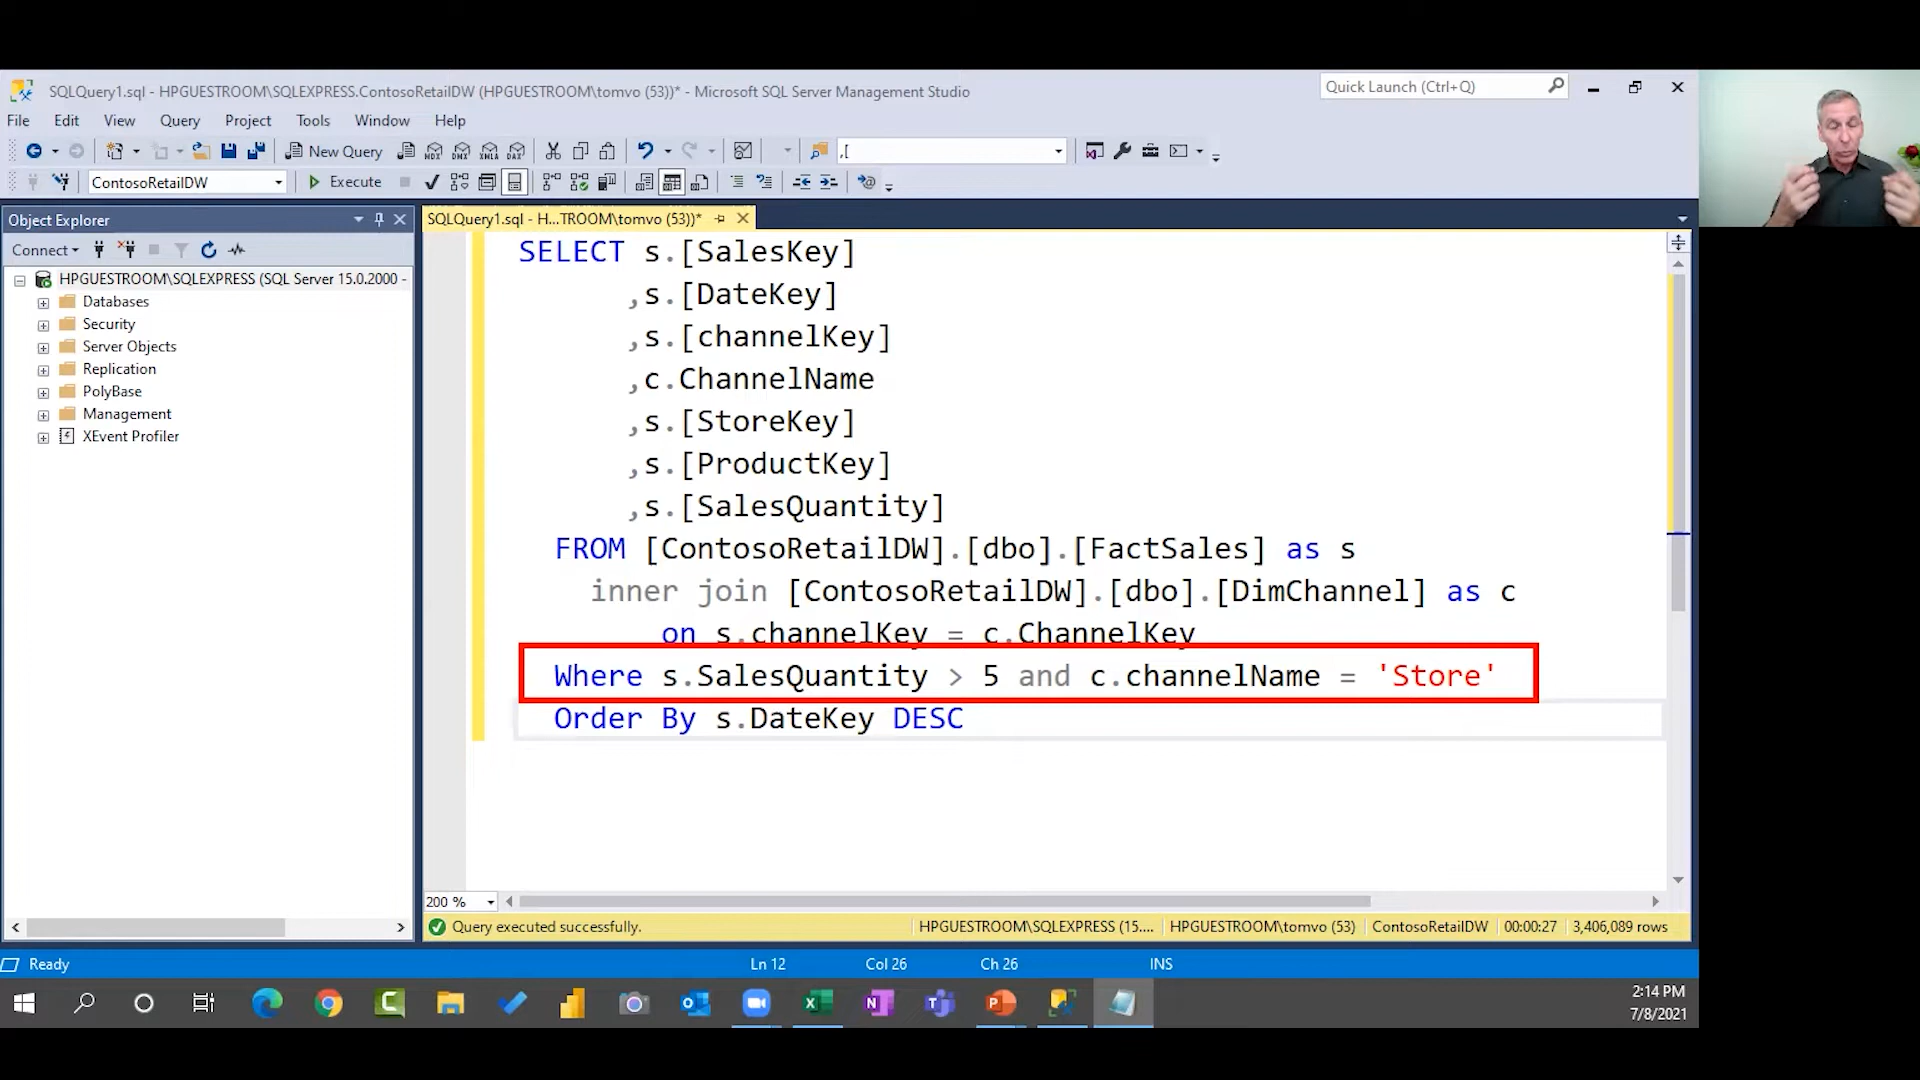 SQLQuery1.sql - HPGUESTROOM\SQLEXPRESS.ContosoRetailDW (HPGUESTROOM\tomvo (53))* - Microsoft SQL Server Management Studio
Quick Launch (Ctrl+Q)
File Edit View Query Project Tools Window Help
New Query MDX DMX XMLA DAX ,[
ContosoRetailDW Execute
Object Explorer
SQLQuery1.sql - H...TROOM\tomvo (53))*
Connect
HPGUESTROOM\SQLEXPRESS (SQL Server 15.0.2000 -
Databases
Security
Server Objects
Replication
PolyBase
Management
XEvent Profiler
SELECT s.[SalesKey]
,s.[DateKey]
,s.[channelKey]
,c.ChannelName
,s.[StoreKey]
,s.[ProductKey]
,s.[SalesQuantity]
FROM [ContosoRetailDW].[dbo].[FactSales] as s
inner join [ContosoRetailDW].[dbo].[DimChannel] as c
on s.channelKey = c.ChannelKey
Where s.SalesQuantity > 5 and c.channelName = 'Store'
Order By s.DateKey DESC
200 %
Query executed successfully. HPGUESTROOM\SQLEXPRESS (15.... HPGUESTROOM\tomvo (53) ContosoRetailDW 00:00:27 3,406,089 rows
Ready Ln 12 Col 26 Ch 26 INS
2:14 PM
7/8/2021